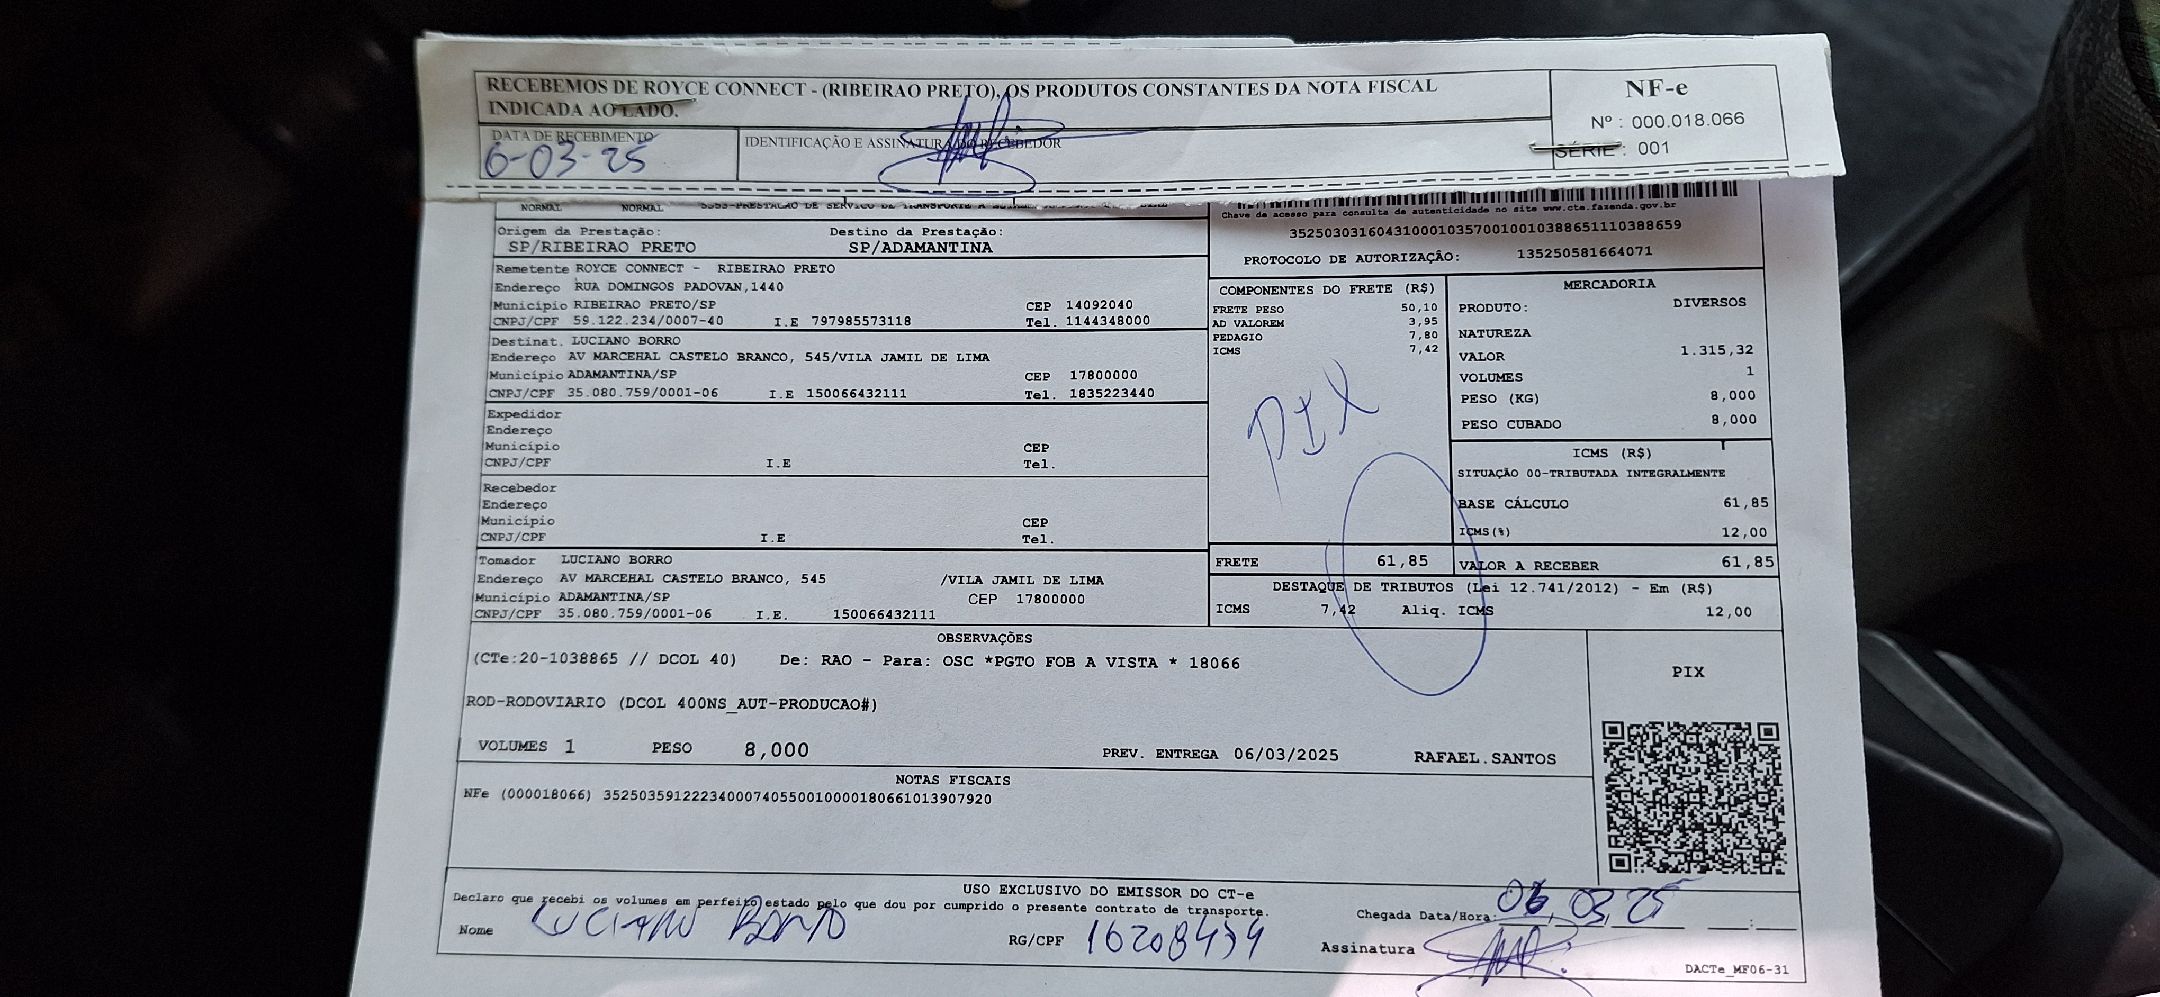 RECEBEMOS DE ROYCE CONNECT - (RIBEIRAO PRETO), OS PRODUTOS CONSTANTES DA NOTA FISCAL
INDICADA AO LADO.
DATA DE RECEBIMENTO
6-03-25
IDENTIFICAÇÃO E ASSINATURA DO RECEBEDOR
NF-e
Nº : 000.018.066
SÉRIE : 001
NORMAL NORMAL
Chave de acesso para consulta de autenticidade no site www.cte.fazenda.gov.br
35250303160431000103570010010388651110388659
PROTOCOLO DE AUTORIZAÇÃO: 135250581664071
Origem da Prestação: Destino da Prestação:
SP/RIBEIRAO PRETO SP/ADAMANTINA
Remetente ROYCE CONNECT - RIBEIRAO PRETO
Endereço RUA DOMINGOS PADOVAN,1440
Município RIBEIRAO PRETO/SP CEP 14092040
CNPJ/CPF 59.122.234/0007-40 I.E 797985573118 Tel. 1144348000
Destinat. LUCIANO BORRO
Endereço AV MARCEHAL CASTELO BRANCO, 545/VILA JAMIL DE LIMA
Município ADAMANTINA/SP CEP 17800000
CNPJ/CPF 35.080.759/0001-06 I.E 150066432111 Tel. 1835223440
Expedidor
Endereço
Município CEP
CNPJ/CPF I.E Tel.
Recebedor
Endereço
Município CEP
CNPJ/CPF I.E Tel.
Tomador LUCIANO BORRO
Endereço AV MARCEHAL CASTELO BRANCO, 545 /VILA JAMIL DE LIMA
Município ADAMANTINA/SP CEP 17800000
CNPJ/CPF 35.080.759/0001-06 I.E. 150066432111
COMPONENTES DO FRETE (R$)
FRETE PESO 50,10
AD VALOREM 3,95
PEDAGIO 7,80
ICMS 7,42
PIX
FRETE 61,85
MERCADORIA
PRODUTO: DIVERSOS
NATUREZA
VALOR 1.315,32
VOLUMES 1
PESO (KG) 8,000
PESO CUBADO 8,000
ICMS (R$)
SITUAÇÃO 00-TRIBUTADA INTEGRALMENTE
BASE CÁLCULO 61,85
ICMS(%) 12,00
VALOR A RECEBER 61,85
DESTAQUE DE TRIBUTOS (Lei 12.741/2012) - Em (R$)
ICMS 7,42 Aliq. ICMS 12,00
OBSERVAÇÕES
(CTe:20-1038865 // DCOL 40) De: RAO - Para: OSC *PGTO FOB A VISTA * 18066
ROD-RODOVIARIO (DCOL 400NS_AUT-PRODUCAO#)
VOLUMES 1 PESO 8,000 PREV. ENTREGA 06/03/2025 RAFAEL.SANTOS
PIX
NOTAS FISCAIS
NFe (000018066) 35250359122234000740550010000180661013907920
USO EXCLUSIVO DO EMISSOR DO CT-e
Declaro que recebi os volumes em perfeito estado pelo que dou por cumprido o presente contrato de transporte.
Nome LUCIANO BORRO RG/CPF 16208439
Chegada Data/Hora: 06.03.25
Assinatura
DACTe_MF06-31